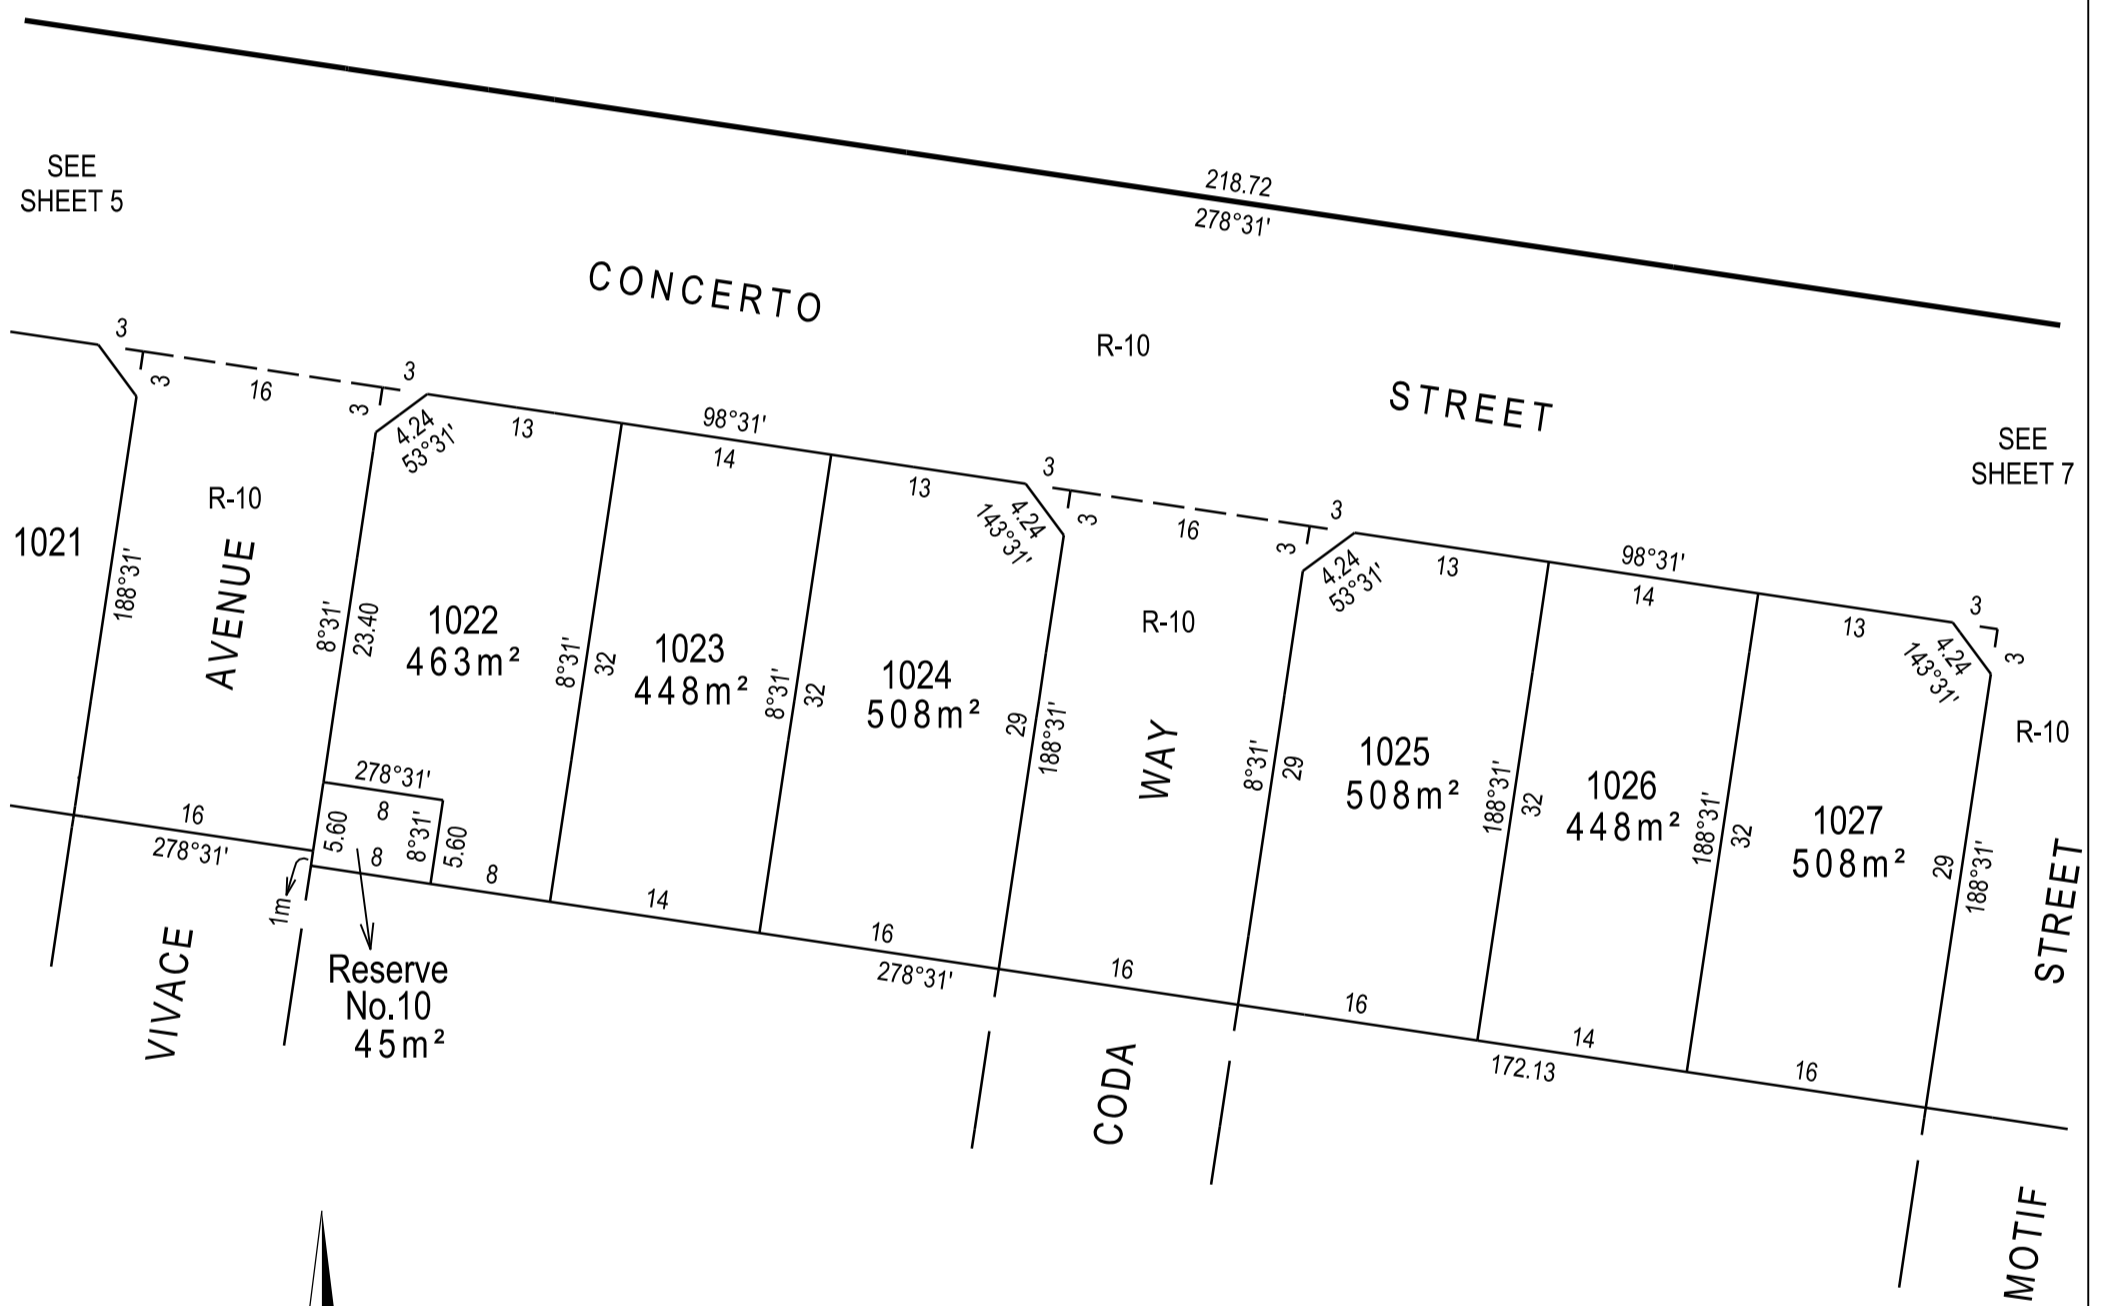 218.72
278°31'
SEE
SHEET 5
CONCERTO
STREET
R-10
SEE
SHEET 7
3
3
16
3
3
4.24
53°31'
13
98°31'
14
13
3
4.24
143°31'
3
16
3
3
4.24
53°31'
13
98°31'
14
13
3
4.24
143°31'
3
1021
188°31'
R-10
AVENUE
8°31'
23.40
1022
463m²
8°31'
32
1023
448m²
8°31'
32
1024
508m²
29
188°31'
R-10
WAY
8°31'
29
1025
508m²
188°31'
32
1026
448m²
188°31'
32
1027
508m²
29
188°31'
R-10
STREET
278°31'
8
5.60
8
8°31'
5.60
16
278°31'
1m
8
14
16
278°31'
16
16
14
172.13
16
VIVACE
Reserve
No.10
45m²
CODA
MOTIF